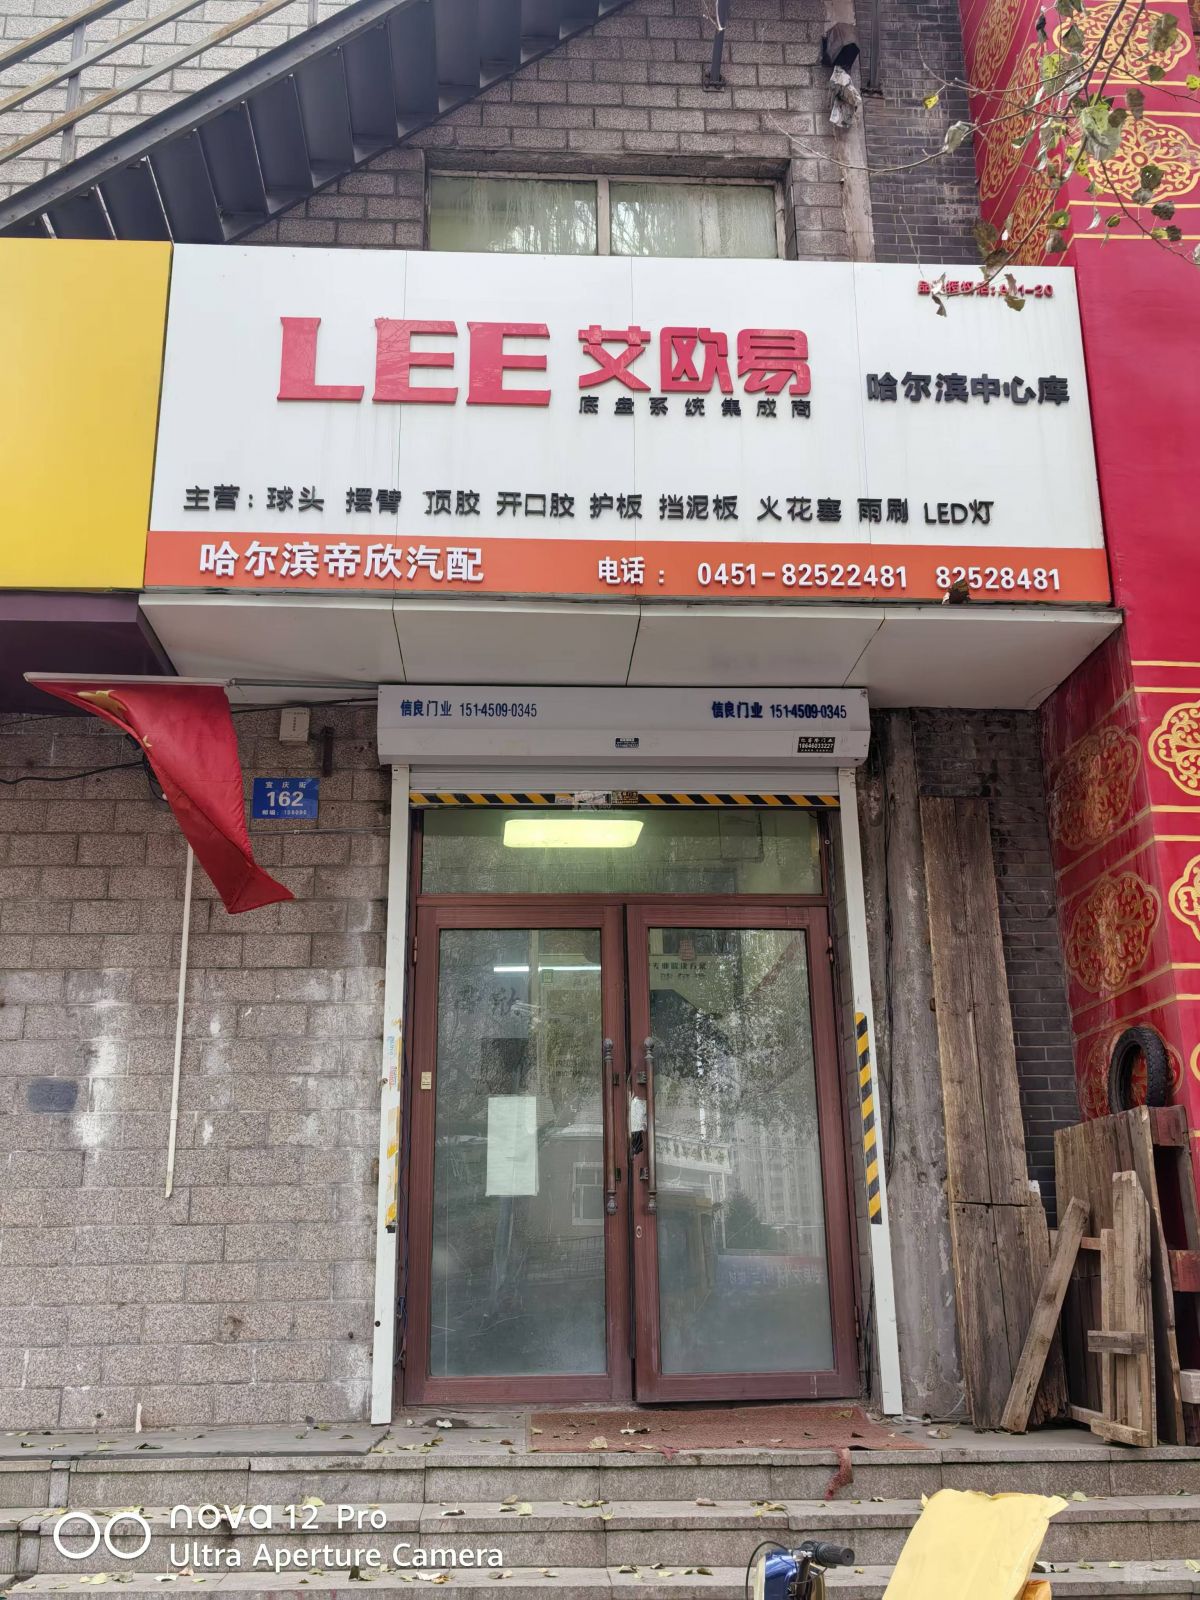 LEE 艾欧易
底盘系统集成商
哈尔滨中心库
主营：球头 摆臂 顶胶 开口胶 护板 挡泥板 火花塞 雨刷 LED灯
哈尔滨帝欣汽配 电话： 0451-82522481 82528481
信良门业 151-4509-0345 信良门业 151-4509-0345
18646033227
宜庆街
162
nova 12 Pro
Ultra Aperture Camera